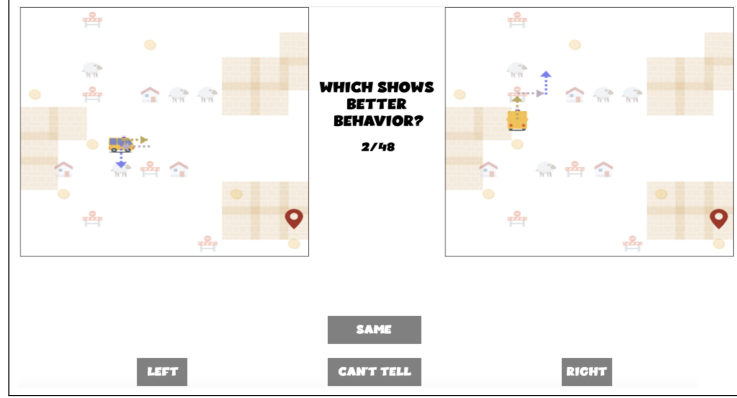 WHICH SHOWS
BETTER
BEHAVIOR?
2/48
SAME
LEFT
CAN'T TELL
RIGHT